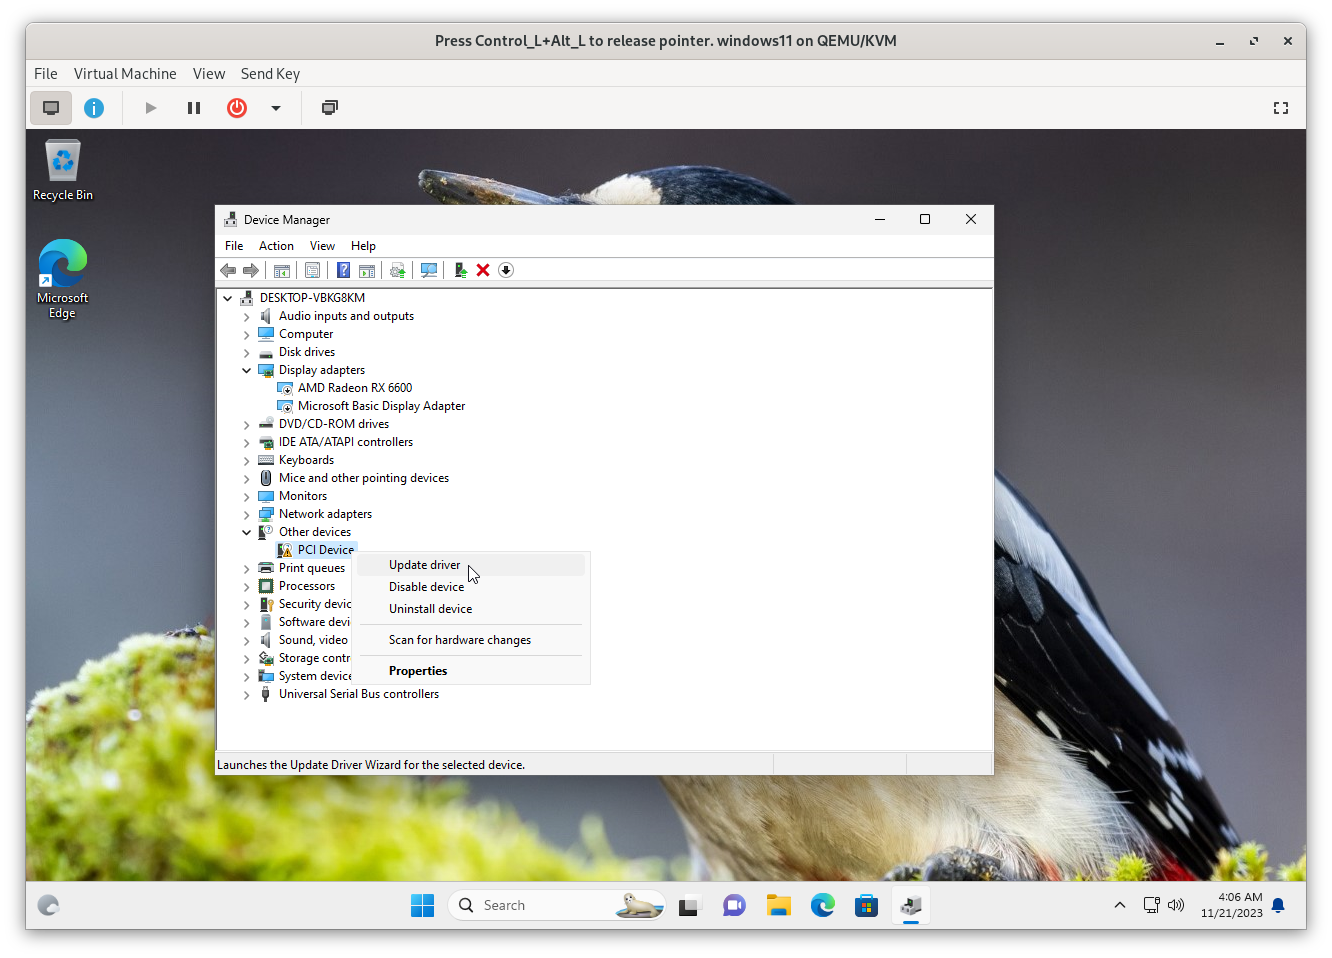 Press Control_L+Alt_L to release pointer. windows11 on QEMU/KVM
File Virtual Machine View Send Key
Recycle Bin
Microsoft
Edge
Device Manager
File Action View Help
DESKTOP-VBKG8KM
Audio inputs and outputs
Computer
Disk drives
Display adapters
AMD Radeon RX 6600
Microsoft Basic Display Adapter
DVD/CD-ROM drives
IDE ATA/ATAPI controllers
Keyboards
Mice and other pointing devices
Monitors
Network adapters
Other devices
PCI Device
Print queues
Processors
Security devic
Software devi
Sound, video
Storage contr
System device
Universal Serial Bus controllers
Update driver
Disable device
Uninstall device
Scan for hardware changes
Properties
Launches the Update Driver Wizard for the selected device.
Search
4:06 AM
11/21/2023